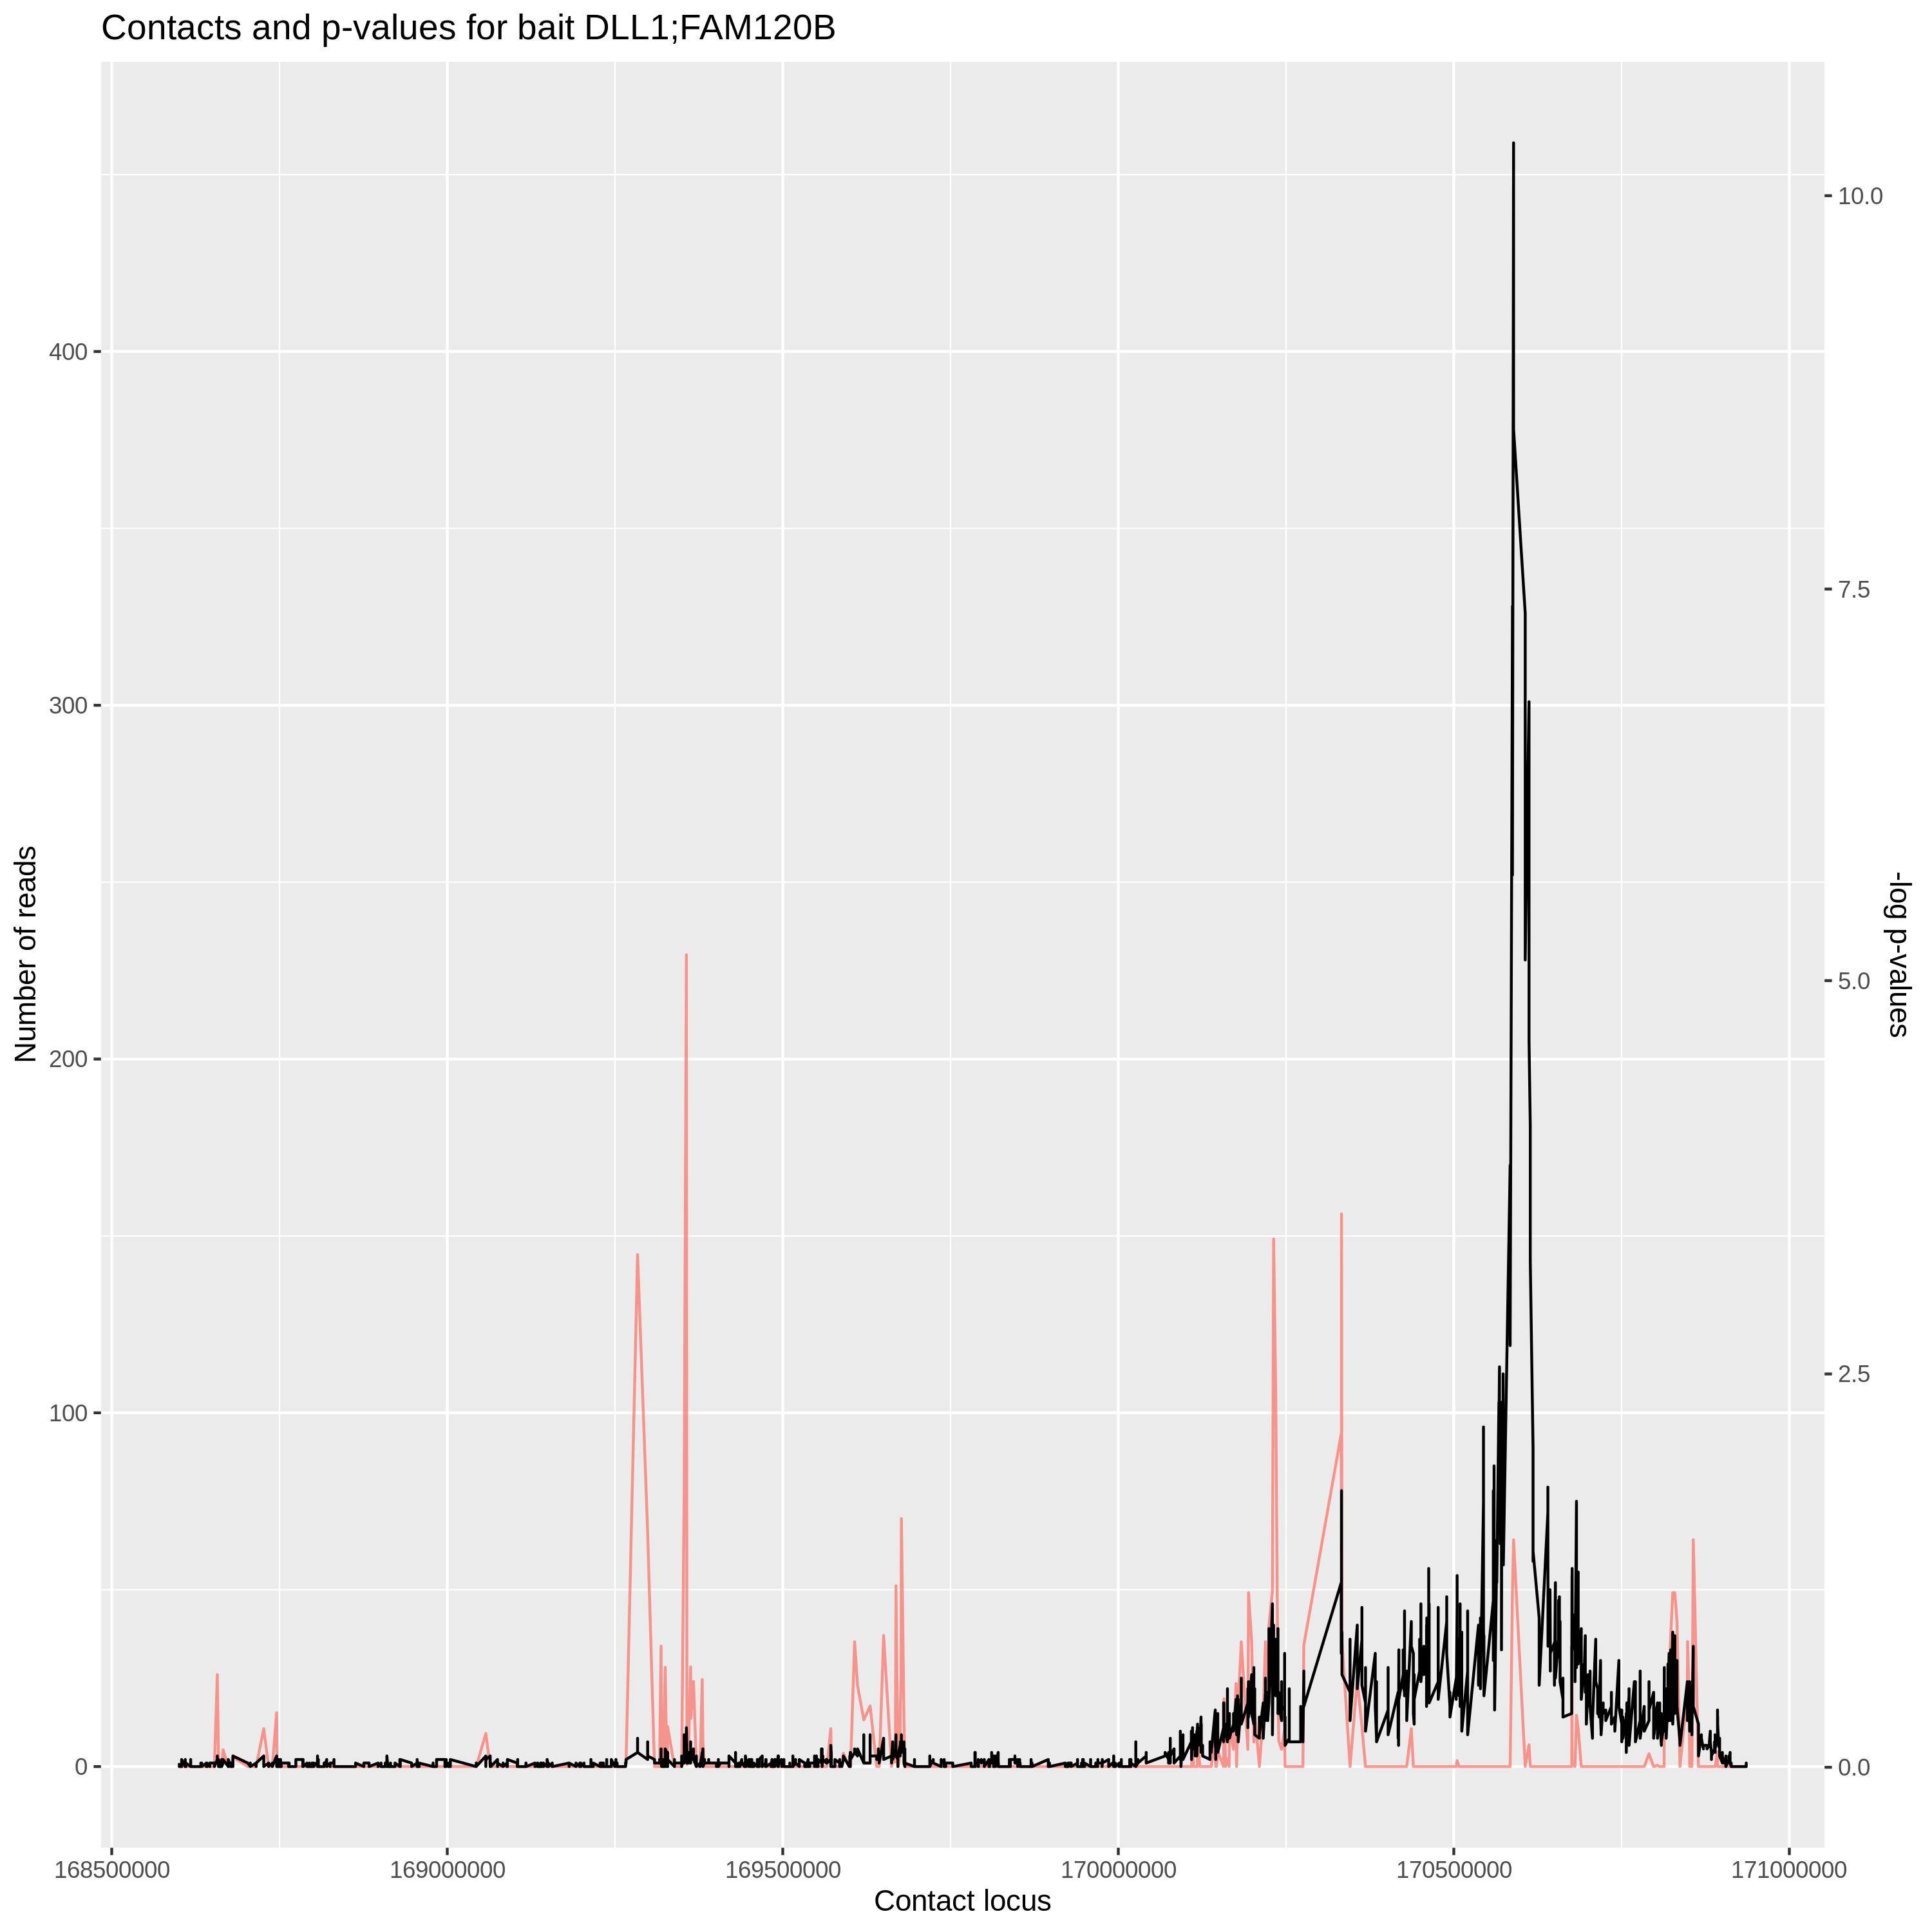 Contacts and p-values for bait DLL1;FAM120B
Number of reads
400
300
200
100
0
10.0
7.5
5.0
2.5
0.0
-log p-values
168500000 169000000 169500000 170000000 170500000 171000000
Contact locus